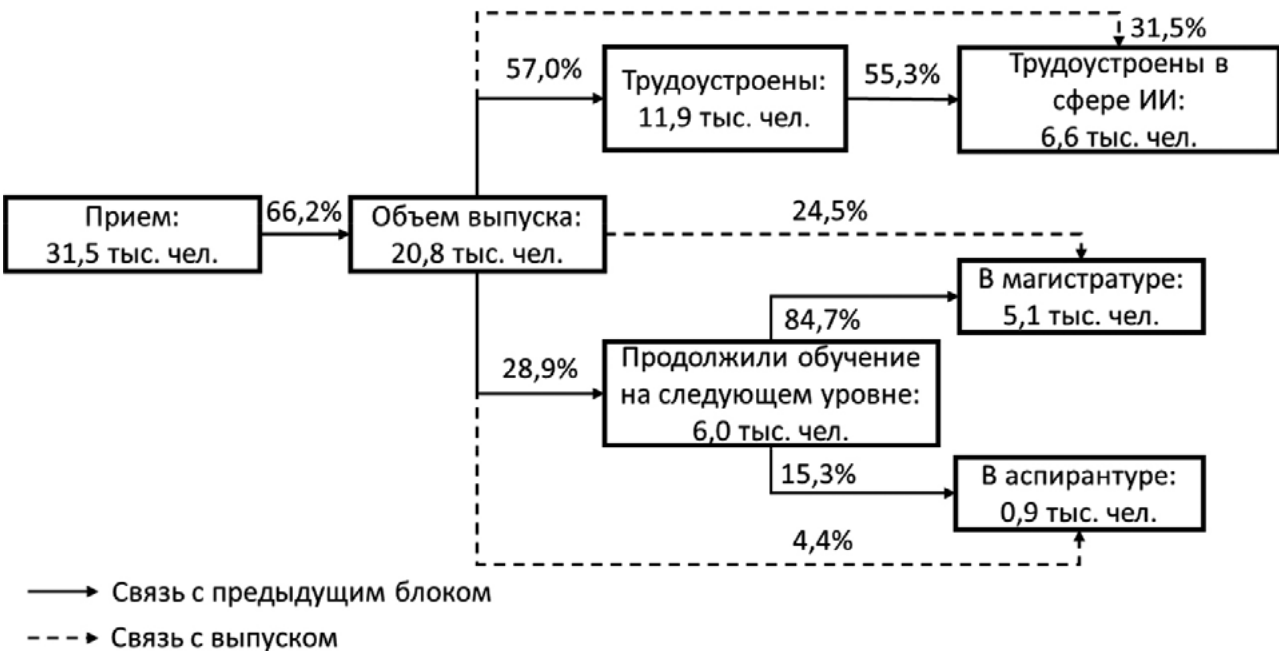 31,5%
57,0%
Трудоустроены:
11,9 тыс. чел.
55,3%
Трудоустроены в
сфере ИИ:
6,6 тыс. чел.
Прием:
31,5 тыс. чел.
66,2%
Объем выпуска:
20,8 тыс. чел.
24,5%
В магистратуре:
5,1 тыс. чел.
84,7%
28,9%
Продолжили обучение
на следующем уровне:
6,0 тыс. чел.
15,3%
В аспирантуре:
0,9 тыс. чел.
4,4%
Связь с предыдущим блоком
Связь с выпуском